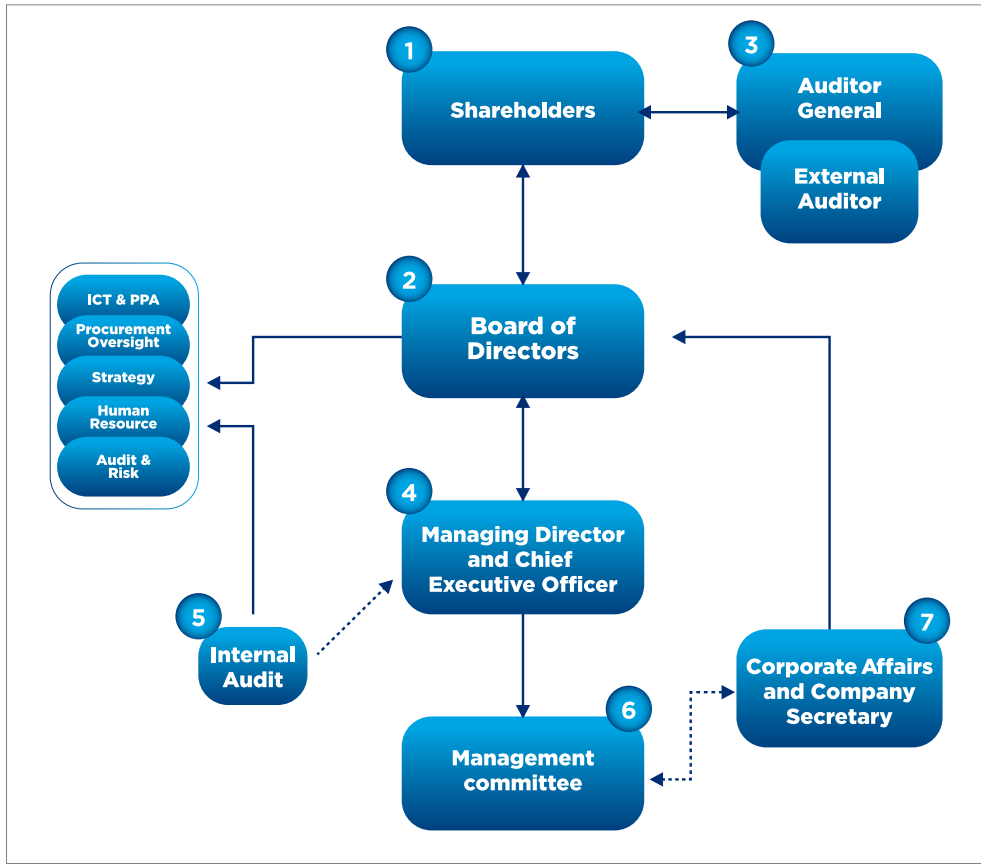 1
Shareholders
3
Auditor
General
External
Auditor
2
Board of
Directors
ICT & PPA
Procurement
Oversight
Strategy
Human
Resource
Audit &
Risk
4
Managing Director
and Chief
Executive Officer
5
Internal
Audit
6
Management
committee
7
Corporate Affairs
and Company
Secretary